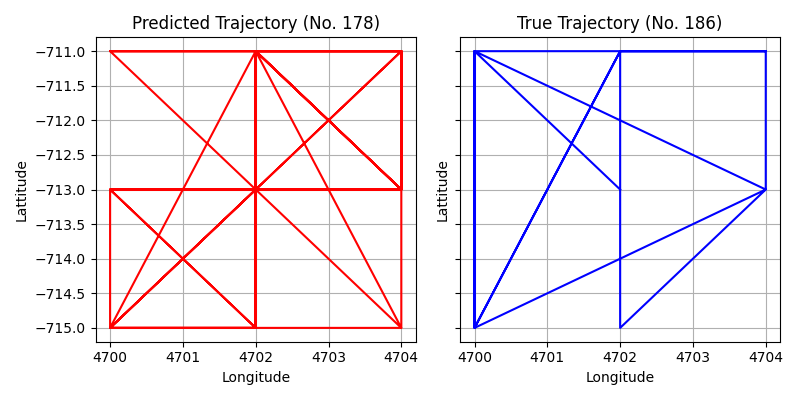 Predicted Trajectory (No. 178)
True Trajectory (No. 186)
Lattitude
−711.0
−711.5
−712.0
−712.5
−713.0
−713.5
−714.0
−714.5
−715.0
4700 4701 4702 4703 4704
Longitude
Lattitude
4700 4701 4702 4703 4704
Longitude